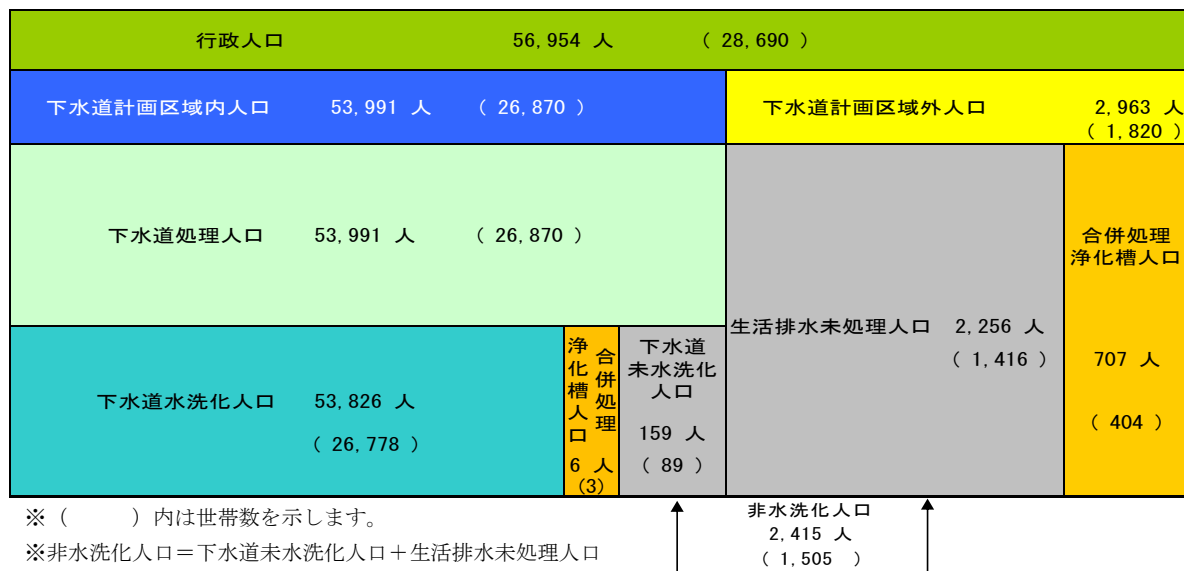 行政人口 56,954 人 ( 28,690 )
下水道計画区域内人口 53,991 人 ( 26,870 )
下水道計画区域外人口 2,963 人
( 1,820 )
下水道処理人口 53,991 人 ( 26,870 )
生活排水未処理人口 2,256 人
( 1,416 )
合併処理
浄化槽人口
707 人
( 404 )
下水道水洗化人口 53,826 人
( 26,778 )
合併処理
浄化槽人口
6 人
(3)
下水道
未水洗化
人口
159 人
( 89 )
非水洗化人口
2,415 人
( 1,505 )
※( )内は世帯数を示します。
※非水洗化人口=下水道未水洗化人口+生活排水未処理人口